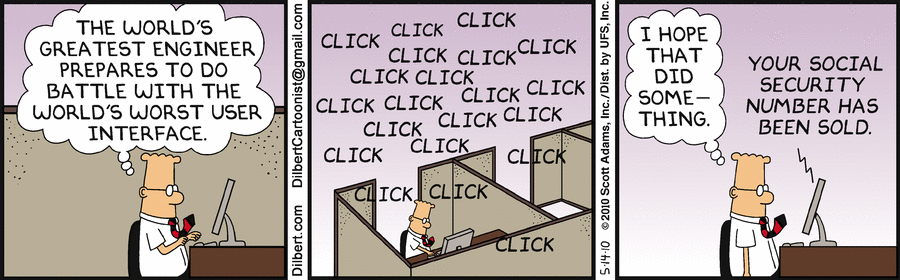 THE WORLD'S
GREATEST ENGINEER
PREPARES TO DO
BATTLE WITH THE
WORLD'S WORST USER
INTERFACE.
Dilbert.com DilbertCartoonist@gmail.com
CLICK CLICK CLICK
CLICK CLICK CLICK
CLICK CLICK
CLICK CLICK CLICK CLICK
CLICK CLICK CLICK
CLICK
CLICK CLICK
CLICK CLICK
CLICK
5-14-10 © 2010 Scott Adams, Inc./Dist. by UFS, Inc.
I HOPE
THAT
DID
SOME—
THING.
YOUR SOCIAL
SECURITY
NUMBER HAS
BEEN SOLD.